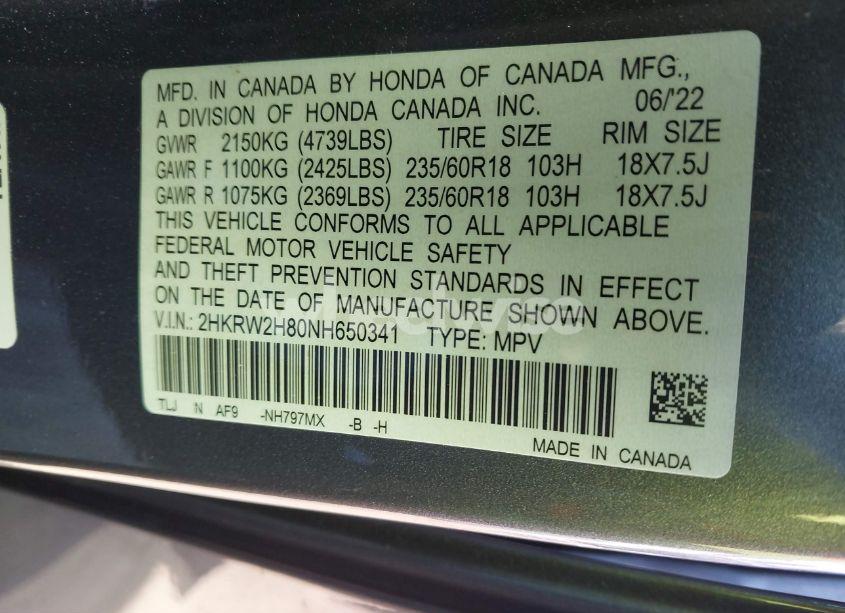 MFD. IN CANADA BY HONDA OF CANADA MFG.,
A DIVISION OF HONDA CANADA INC. 06/'22
GVWR 2150KG (4739LBS) TIRE SIZE RIM SIZE
GAWR F 1100KG (2425LBS) 235/60R18 103H 18X7.5J
GAWR R 1075KG (2369LBS) 235/60R18 103H 18X7.5J
THIS VEHICLE CONFORMS TO ALL APPLICABLE
FEDERAL MOTOR VEHICLE SAFETY
AND THEFT PREVENTION STANDARDS IN EFFECT
ON THE DATE OF MANUFACTURE SHOWN ABOVE.
V.I.N.: 2HKRW2H80NH650341 TYPE: MPV
TLJ N AF9 -NH797MX -B -H
MADE IN CANADA